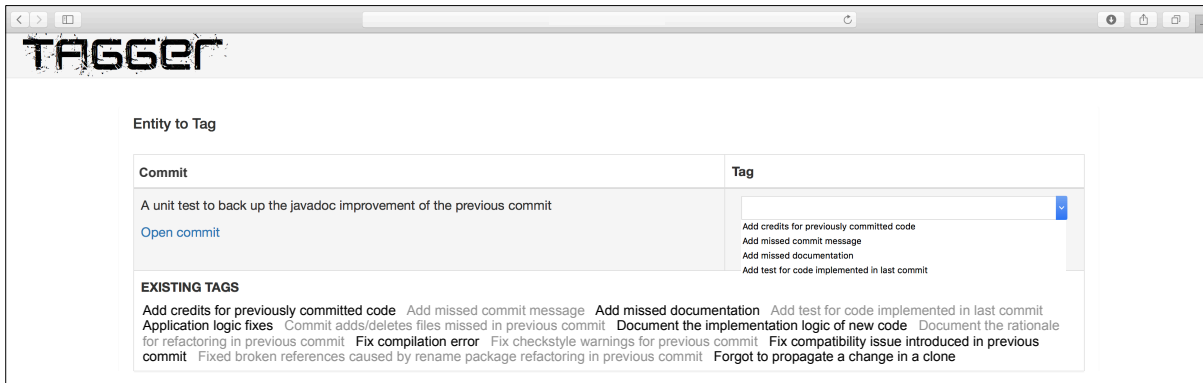 TAGGER
Entity to Tag
Commit Tag
A unit test to back up the javadoc improvement of the previous commit
Open commit
Add credits for previously committed code
Add missed commit message
Add missed documentation
Add test for code implemented in last commit
EXISTING TAGS
Add credits for previously committed code Add missed commit message Add missed documentation Add test for code implemented in last commit
Application logic fixes Commit adds/deletes files missed in previous commit Document the implementation logic of new code Document the rationale
for refactoring in previous commit Fix compilation error Fix checkstyle warnings for previous commit Fix compatibility issue introduced in previous
commit Fixed broken references caused by rename package refactoring in previous commit Forgot to propagate a change in a clone